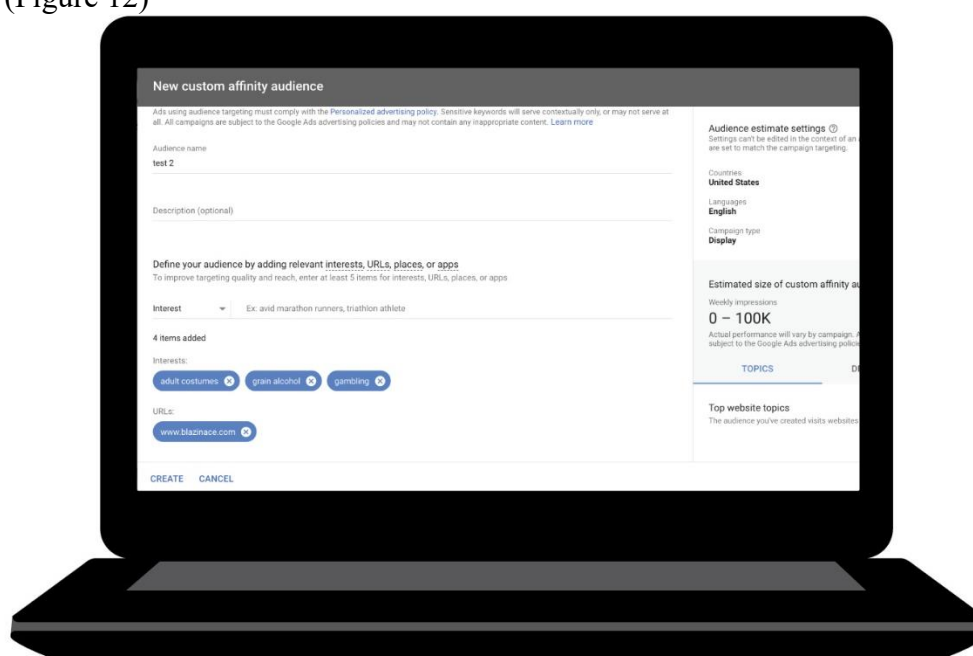 (Figure 12)
New custom affinity audience
Ads using audience targeting must comply with the Personalized advertising policy. Sensitive keywords will serve contextually only, or may not serve at
all. All campaigns are subject to the Google Ads advertising policies and may not contain any inappropriate content. Learn more
Audience name
test 2
Description (optional)
Define your audience by adding relevant interests, URLs, places, or apps
To improve targeting quality and reach, enter at least 5 items for interests, URLs, places, or apps
Interest Ex: avid marathon runners, triathlon athlete
4 items added
Interests:
adult costumes grain alcohol gambling
URLs:
www.blazinace.com
CREATE CANCEL
Audience estimate settings
Settings can't be edited in the context of an
are set to match the campaign targeting.
Countries
United States
Languages
English
Campaign type
Display
Estimated size of custom affinity au
Weekly impressions
0 – 100K
Actual performance will vary by campaign. A
subject to the Google Ads advertising policie
TOPICS
Top website topics
The audience you've created visits websites